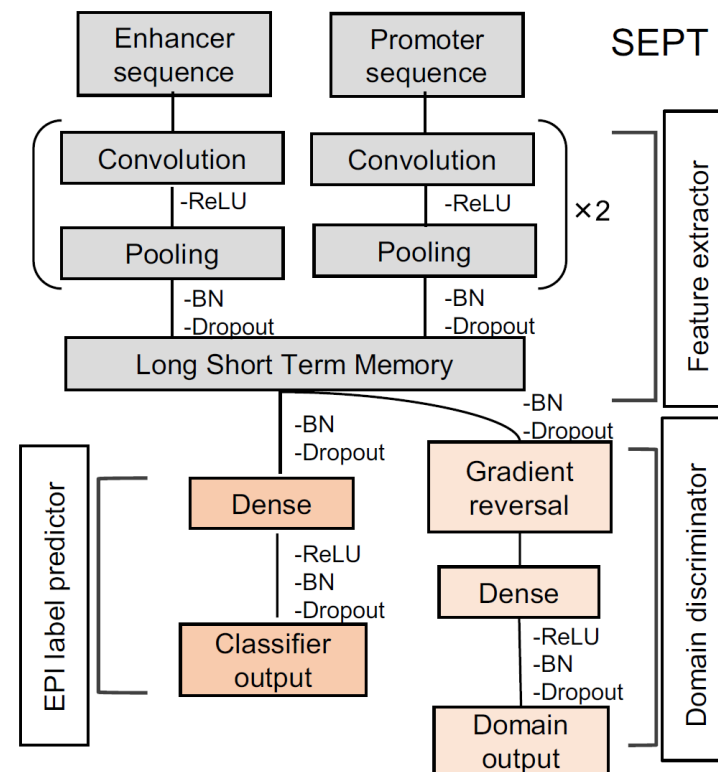 Enhancer
sequence
Promoter
sequence
SEPT
Convolution
Convolution
-ReLU
-ReLU
×2
Pooling
Pooling
-BN
-Dropout
-BN
-Dropout
Long Short Term Memory
Feature extractor
-BN
-Dropout
-BN
-Dropout
EPI label predictor
Dense
-ReLU
-BN
-Dropout
Classifier
output
Gradient
reversal
Dense
-ReLU
-BN
-Dropout
Domain
output
Domain discriminator